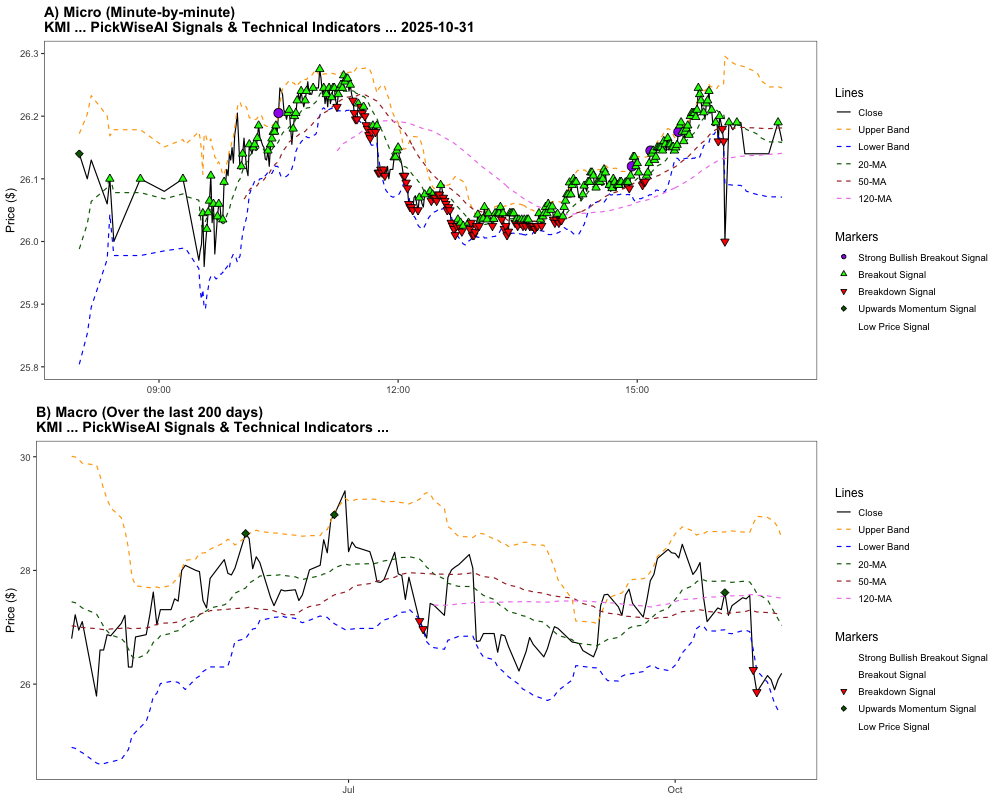 A) Micro (Minute-by-minute)
KMI ... PickWiseAI Signals & Technical Indicators ... 2025-10-31
Price ($)
26.3
26.2
26.1
26.0
25.9
25.8
09:00
12:00
15:00
Lines
Close
Upper Band
Lower Band
20-MA
50-MA
120-MA
Markers
Strong Bullish Breakout Signal
Breakout Signal
Breakdown Signal
Upwards Momentum Signal
Low Price Signal
B) Macro (Over the last 200 days)
KMI ... PickWiseAI Signals & Technical Indicators ...
Price ($)
30
28
26
Jul
Oct
Lines
Close
Upper Band
Lower Band
20-MA
50-MA
120-MA
Markers
Strong Bullish Breakout Signal
Breakout Signal
Breakdown Signal
Upwards Momentum Signal
Low Price Signal